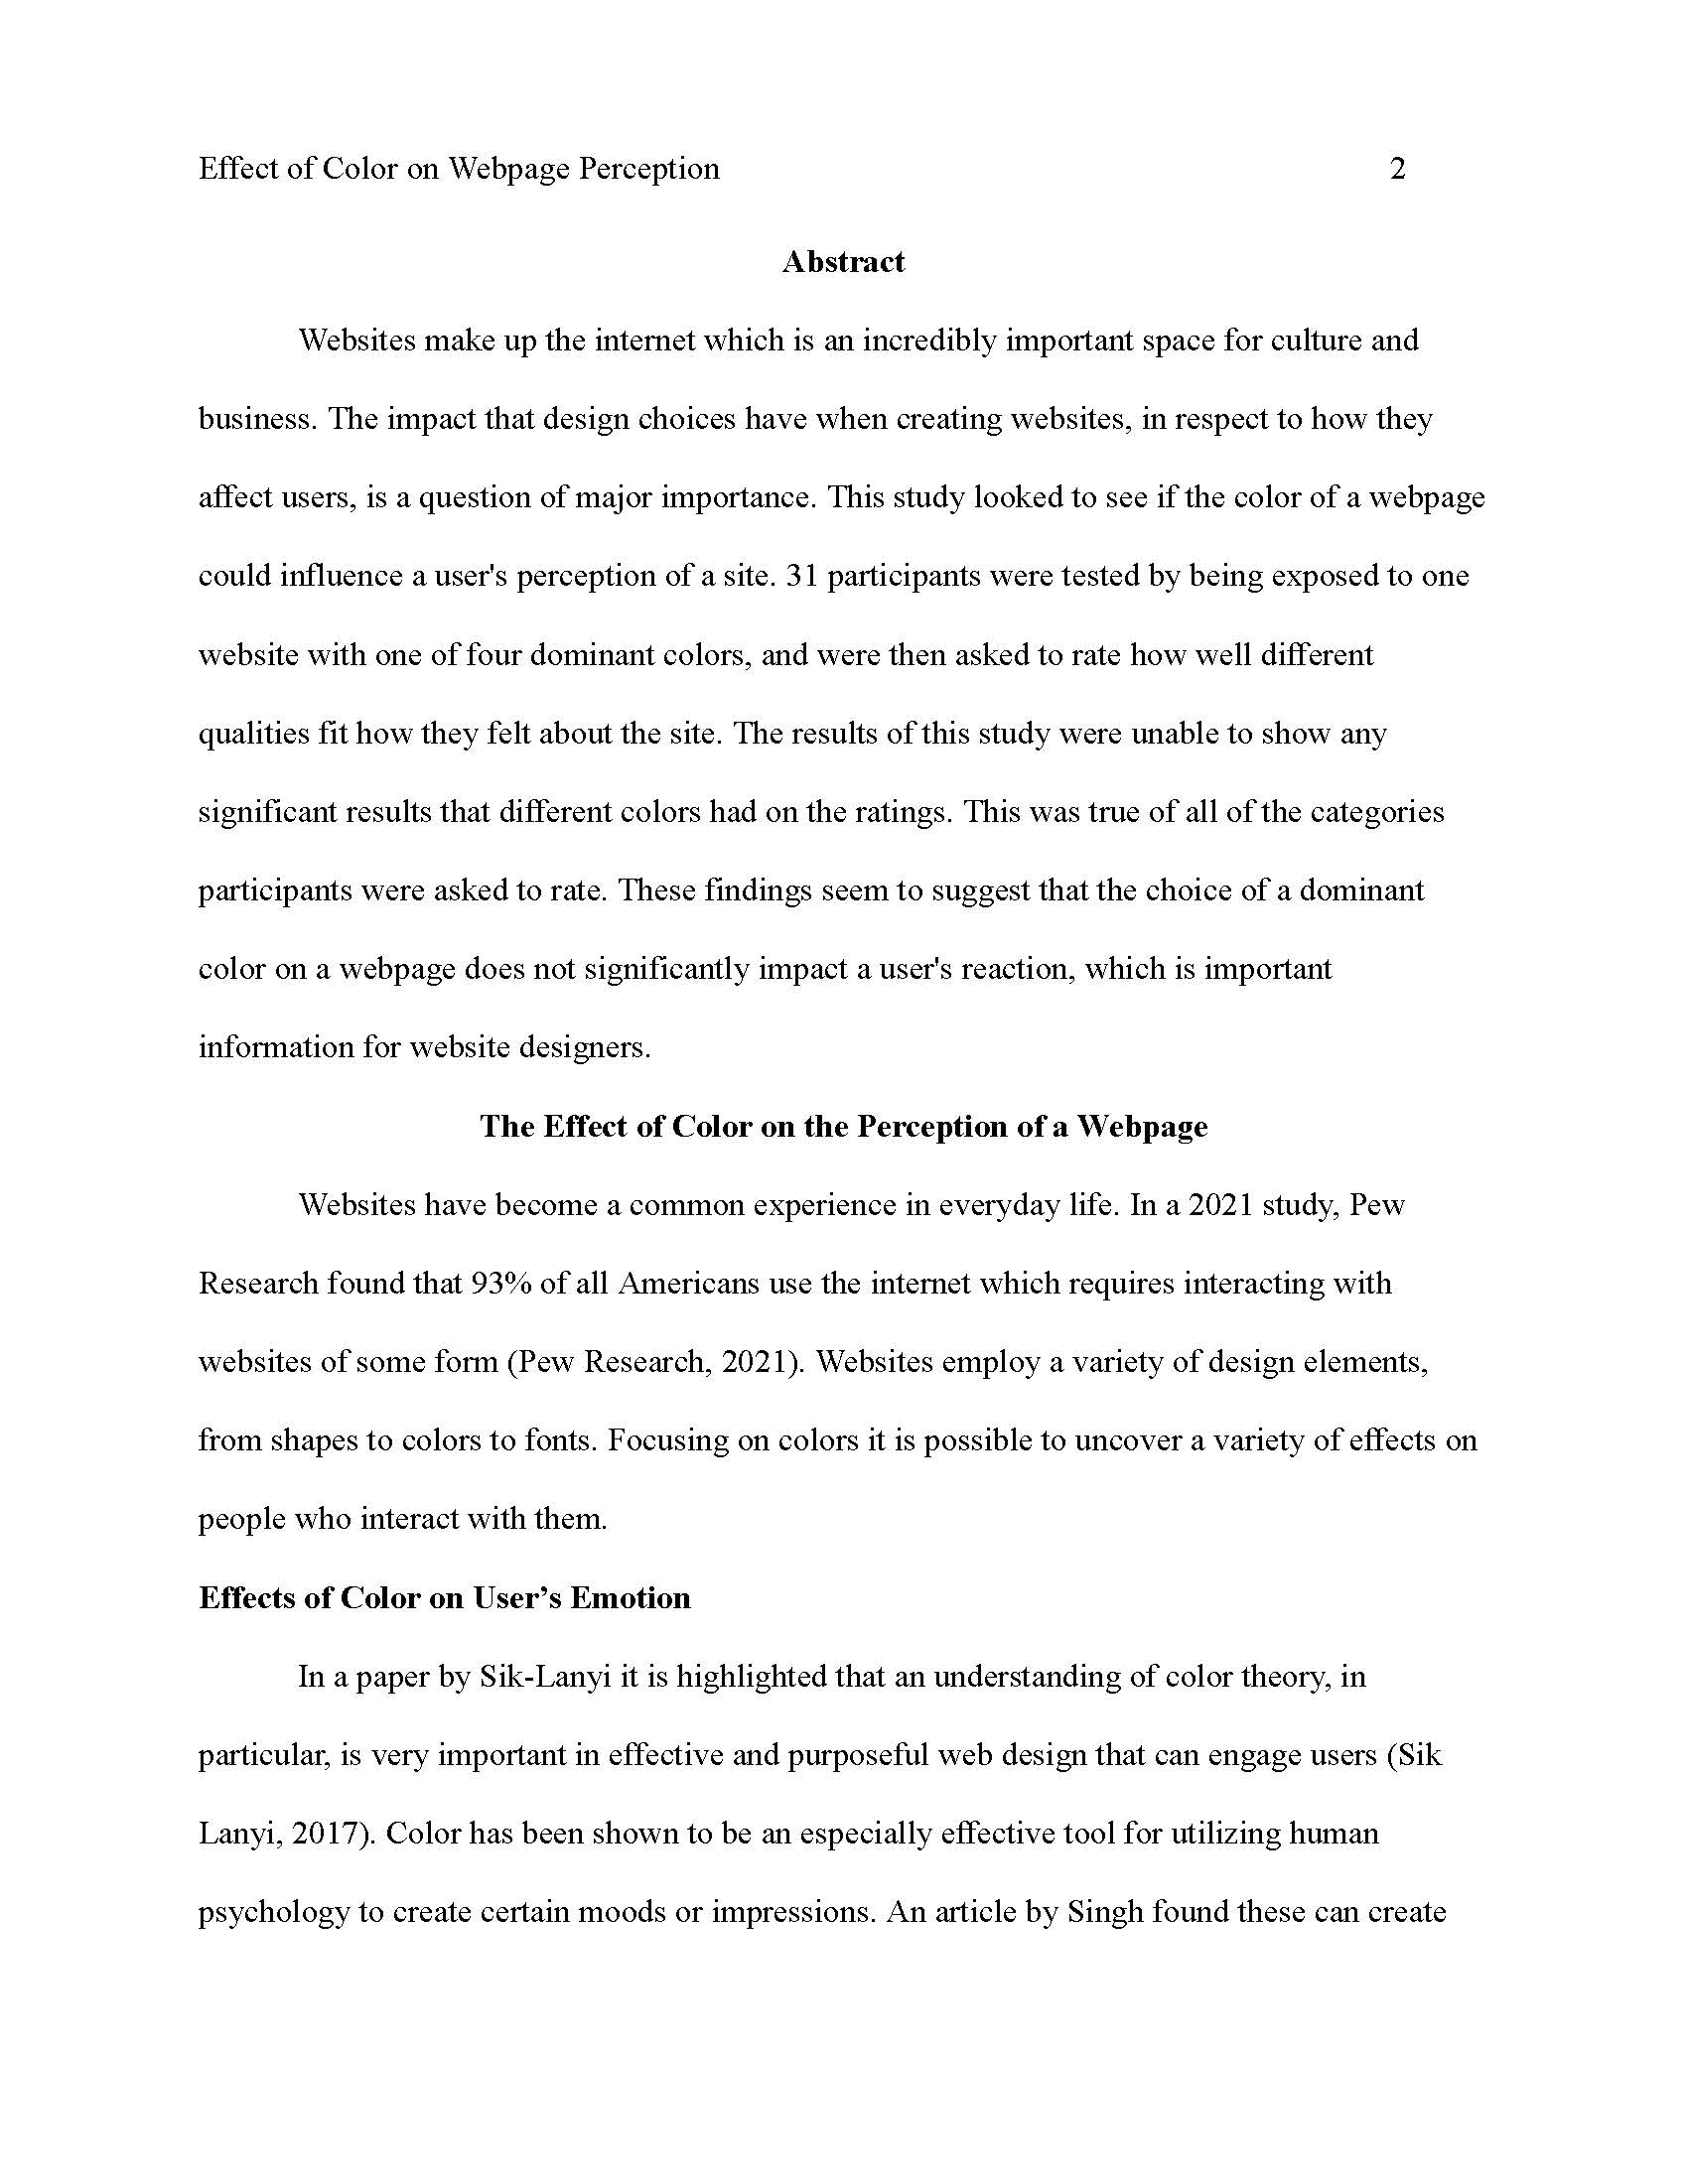 Effect of Color on Webpage Perception 2
Abstract
Websites make up the internet which is an incredibly important space for culture and
business. The impact that design choices have when creating websites, in respect to how they
affect users, is a question of major importance. This study looked to see if the color of a webpage
could influence a user's perception of a site. 31 participants were tested by being exposed to one
website with one of four dominant colors, and were then asked to rate how well different
qualities fit how they felt about the site. The results of this study were unable to show any
significant results that different colors had on the ratings. This was true of all of the categories
participants were asked to rate. These findings seem to suggest that the choice of a dominant
color on a webpage does not significantly impact a user's reaction, which is important
information for website designers.
The Effect of Color on the Perception of a Webpage
Websites have become a common experience in everyday life. In a 2021 study, Pew
Research found that 93% of all Americans use the internet which requires interacting with
websites of some form (Pew Research, 2021). Websites employ a variety of design elements,
from shapes to colors to fonts. Focusing on colors it is possible to uncover a variety of effects on
people who interact with them.
Effects of Color on User’s Emotion
In a paper by Sik-Lanyi it is highlighted that an understanding of color theory, in
particular, is very important in effective and purposeful web design that can engage users (Sik
Lanyi, 2017). Color has been shown to be an especially effective tool for utilizing human
psychology to create certain moods or impressions. An article by Singh found these can create